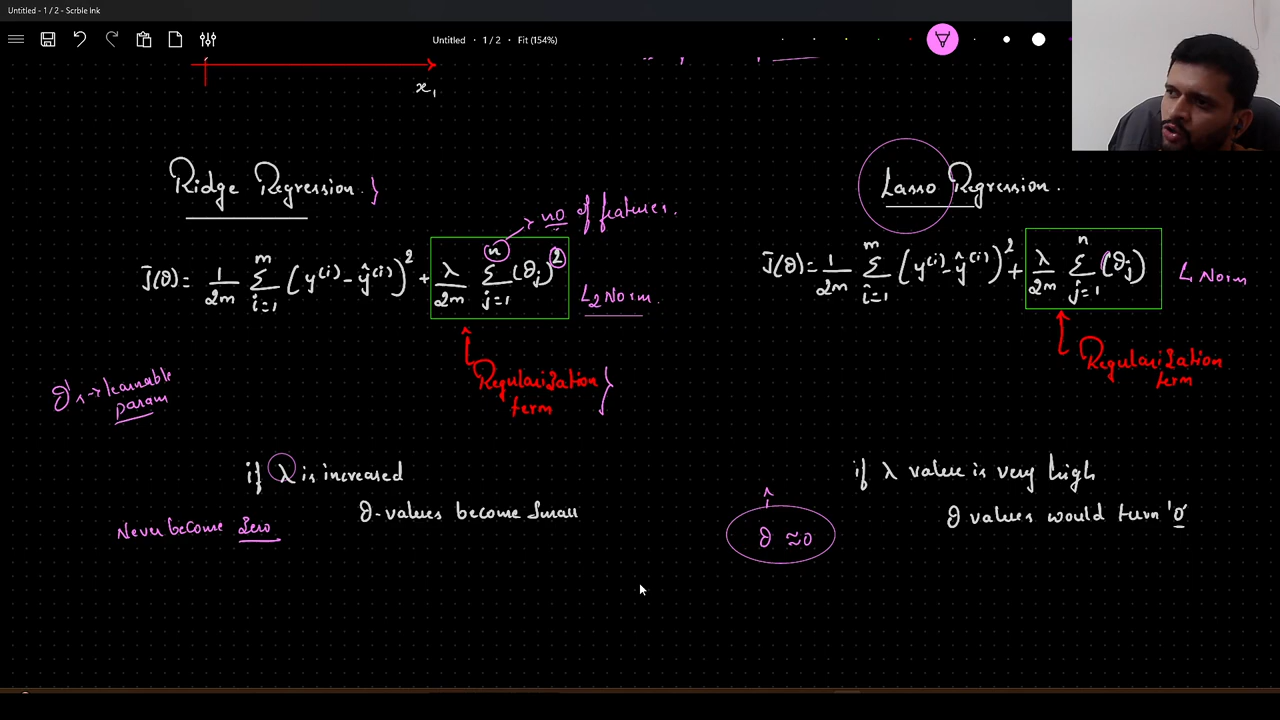 Untitled - 1 / 2 - Scrble Ink
Untitled • 1 / 2 • Fit (154%)
x₁
Ridge Regression. }
Lasso Regression.
→ no of features.
J(θ) = 1/2m Σ_{i=1}^{m} (y^(i) - ŷ^(i))² + λ/2m Σ_{j=1}^{n} (θj)²
L2 Norm.
J(θ) = 1/2m Σ_{i=1}^{m} (y^(i) - ŷ^(i))² + λ/2m Σ_{j=1}^{n} (θj)
L1 Norm
Regularization term }
Regularization term
θ's → learnable
param
if λ is increased
θ-values become small
Never become Zero
if λ value is very high
θ values would turn '0'
θ ≈ 0